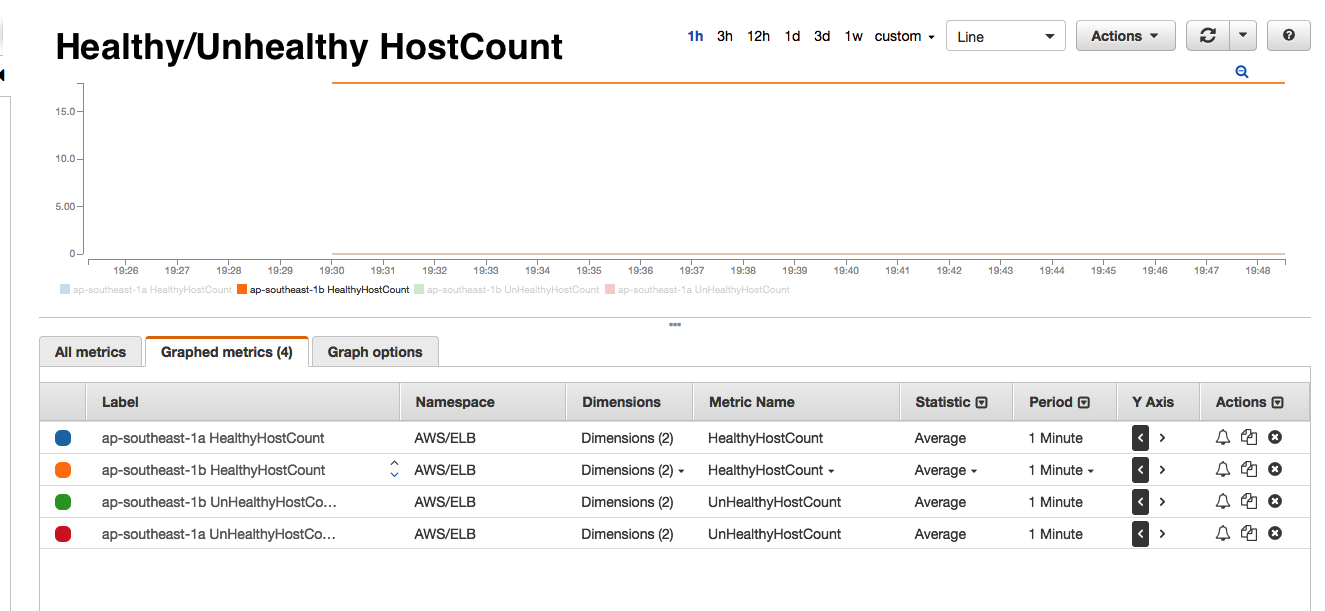 Healthy/Unhealthy HostCount
1h 3h 12h 1d 3d 1w custom Line Actions ?
15.0
10.0
5.00
0
19:26 19:27 19:28 19:29 19:30 19:31 19:32 19:33 19:34 19:35 19:36 19:37 19:38 19:39 19:40 19:41 19:42 19:43 19:44 19:45 19:46 19:47 19:48
ap-southeast-1a HealthyHostCount ap-southeast-1b HealthyHostCount ap-southeast-1b UnHealthyHostCount ap-southeast-1a UnHealthyHostCount
All metrics Graphed metrics (4) Graph options
Label Namespace Dimensions Metric Name Statistic Period Y Axis Actions
ap-southeast-1a HealthyHostCount AWS/ELB Dimensions (2) HealthyHostCount Average 1 Minute < >
ap-southeast-1b HealthyHostCount AWS/ELB Dimensions (2) HealthyHostCount Average 1 Minute < >
ap-southeast-1b UnHealthyHostCo... AWS/ELB Dimensions (2) UnHealthyHostCount Average 1 Minute < >
ap-southeast-1a UnHealthyHostCo... AWS/ELB Dimensions (2) UnHealthyHostCount Average 1 Minute < >